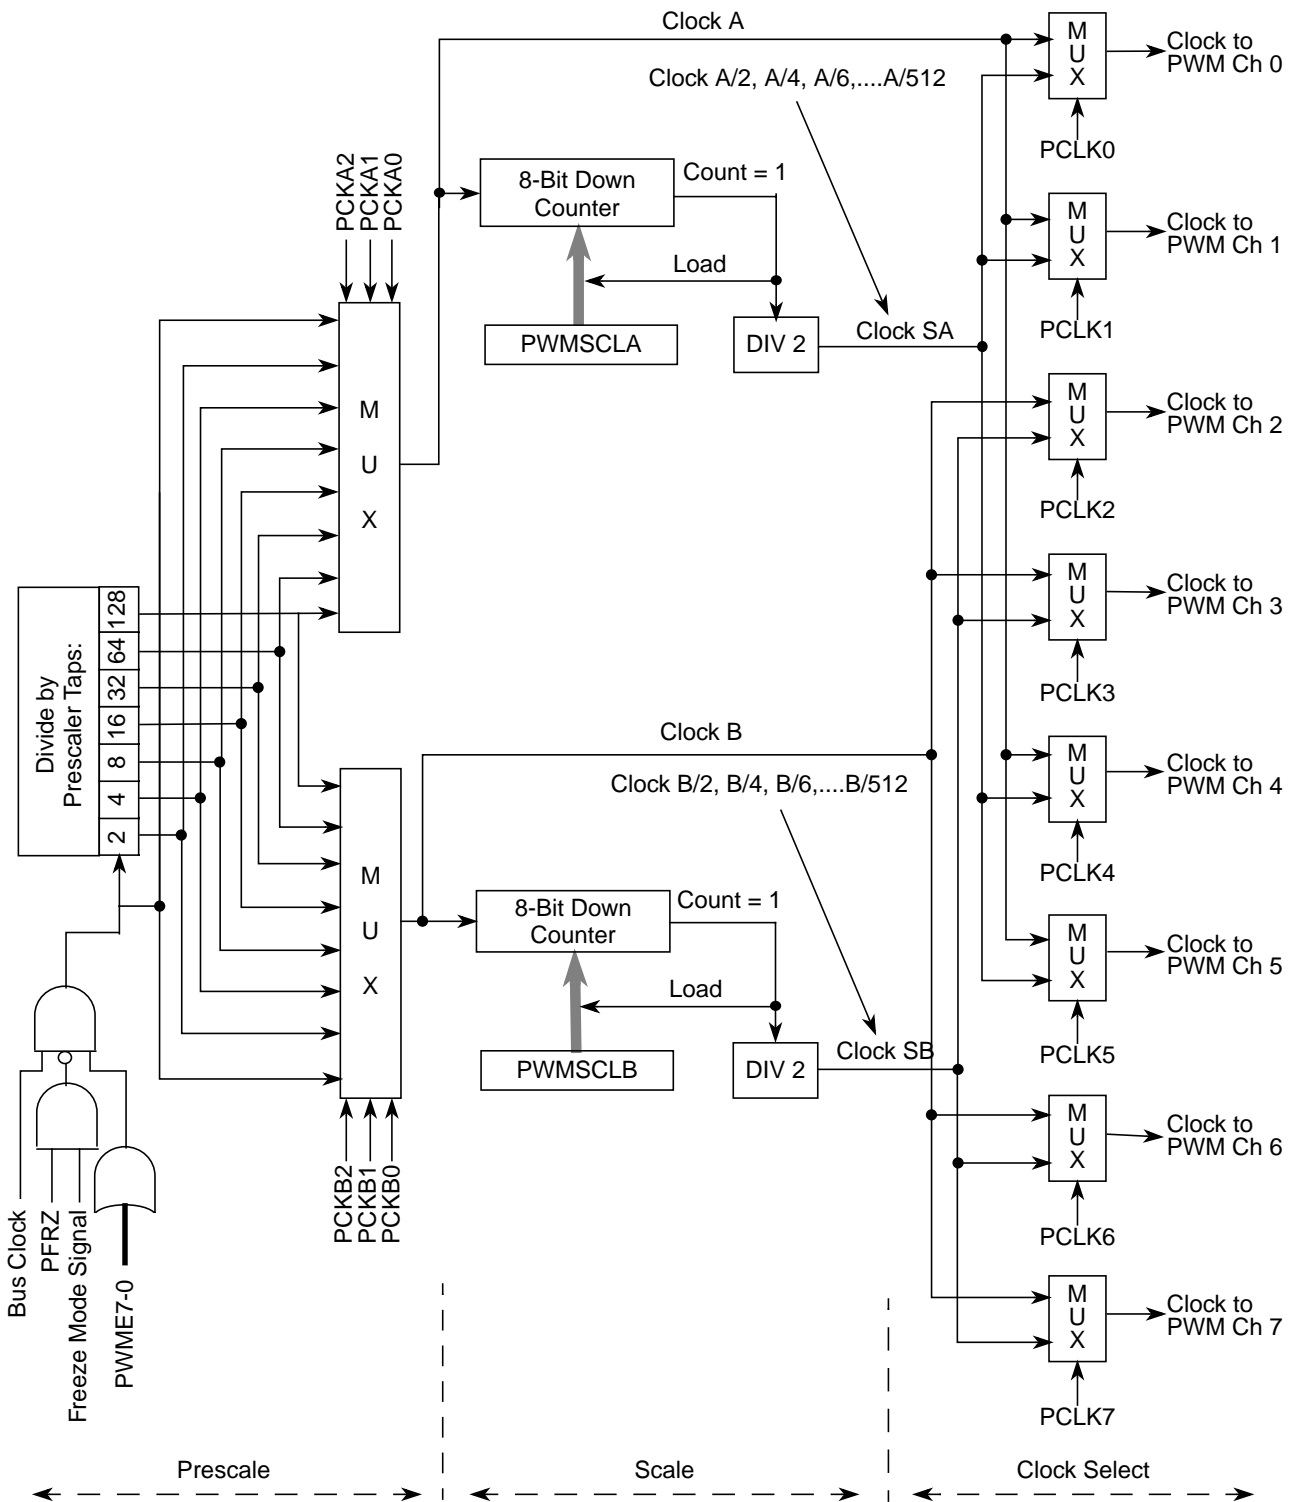 Clock A
Clock A/2, A/4, A/6,....A/512
M
U
X
Clock to
PWM Ch 0
PCLK0
PCKA2
PCKA1
PCKA0
8-Bit Down
Counter
Count = 1
Load
PWMSCLA
DIV 2
Clock SA
M
U
X
Clock to
PWM Ch 1
PCLK1
M
U
X
M
U
X
Clock to
PWM Ch 2
PCLK2
M
U
X
Clock to
PWM Ch 3
PCLK3
Divide by
Prescaler Taps:
128
64
32
16
8
4
2
Clock B
Clock B/2, B/4, B/6,....B/512
M
U
X
Clock to
PWM Ch 4
PCLK4
M
U
X
8-Bit Down
Counter
Count = 1
Load
PWMSCLB
DIV 2
Clock SB
M
U
X
Clock to
PWM Ch 5
PCLK5
PCKB2
PCKB1
PCKB0
M
U
X
Clock to
PWM Ch 6
PCLK6
Bus Clock
PFRZ
Freeze Mode Signal
PWME7-0
M
U
X
Clock to
PWM Ch 7
PCLK7
Prescale
Scale
Clock Select